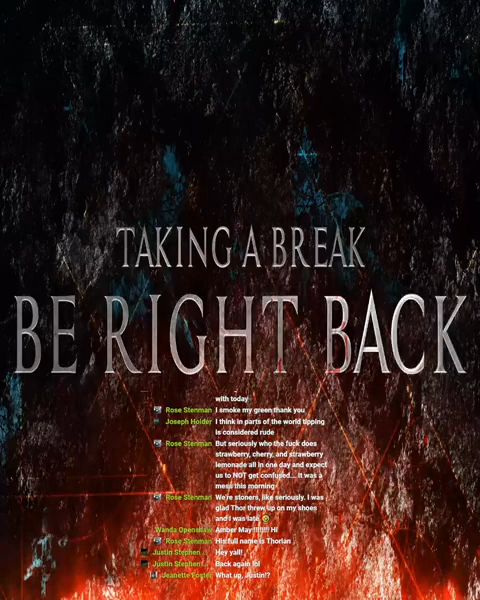 TAKING A BREAK
BE RIGHT BACK
with today
Rose Stenman I smoke my green thank you
Joseph Holder I think in parts of the world tipping
is considered rude
Rose Stenman But seriously who the fuck does
strawberry, cherry, and strawberry
lemonade all in one day and expect
us to NOT get confused... It was a
mess this morning
Rose Stenman We're stoners, like seriously. I was
glad Thor threw up on my shoes
and I was late
Wanda Openshaw Amber May !!!!!!! Hi
Rose Stenman His full name is Thorian
Justin Stephen Hey yall!
Justin Stephen Back again lol
Jeanette Foster What up, Justin!?